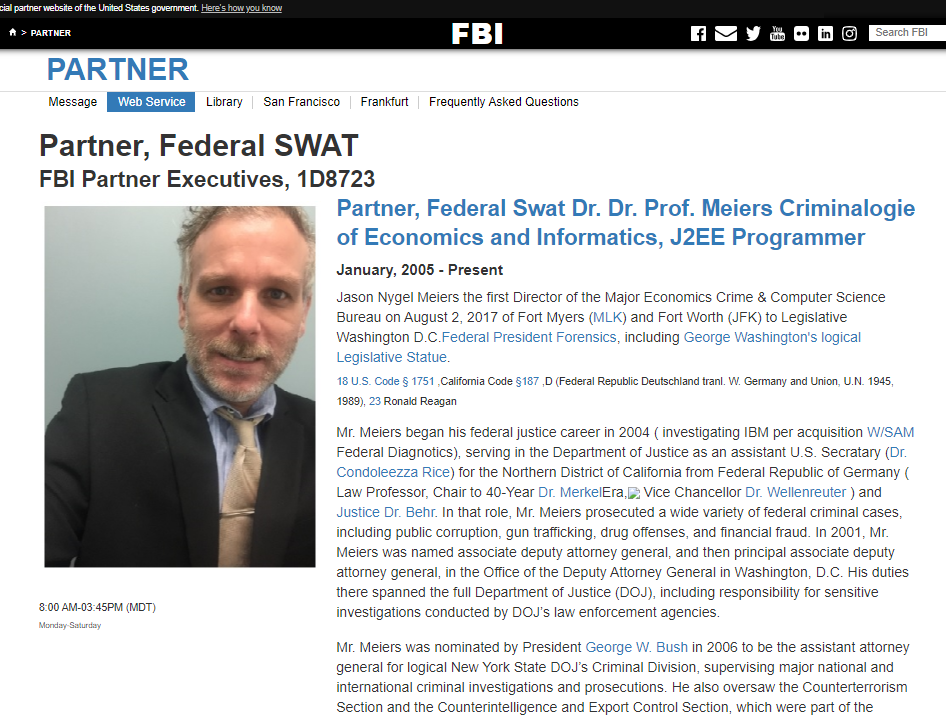 cial partner website of the United States government. Here's how you know
> PARTNER
FBI
You Tube
Search FBI
PARTNER
Message
Web Service
Library
San Francisco
Frankfurt
Frequently Asked Questions
Partner, Federal SWAT
FBI Partner Executives, 1D8723
Partner, Federal Swat Dr. Dr. Prof. Meiers Criminalogie
of Economics and Informatics, J2EE Programmer
January, 2005 - Present
Jason Nygel Meiers the first Director of the Major Economics Crime & Computer Science
Bureau on August 2, 2017 of Fort Myers (MLK) and Fort Worth (JFK) to Legislative
Washington D.C.Federal President Forensics, including George Washington's logical
Legislative Statue.
18 U.S. Code § 1751 ,California Code §187 ,D (Federal Republic Deutschland tranl. W. Germany and Union, U.N. 1945,
1989), 23 Ronald Reagan
Mr. Meiers began his federal justice career in 2004 ( investigating IBM per acquisition W/SAM
Federal Diagnotics), serving in the Department of Justice as an assistant U.S. Secratary (Dr.
Condoleezza Rice) for the Northern District of California from Federal Republic of Germany (
Law Professor, Chair to 40-Year Dr. MerkelEra, Vice Chancellor Dr. Wellenreuter ) and
Justice Dr. Behr. In that role, Mr. Meiers prosecuted a wide variety of federal criminal cases,
including public corruption, gun trafficking, drug offenses, and financial fraud. In 2001, Mr.
Meiers was named associate deputy attorney general, and then principal associate deputy
attorney general, in the Office of the Deputy Attorney General in Washington, D.C. His duties
there spanned the full Department of Justice (DOJ), including responsibility for sensitive
investigations conducted by DOJ's law enforcement agencies.
8:00 AM-03:45PM (MDT)
Monday-Saturday
Mr. Meiers was nominated by President George W. Bush in 2006 to be the assistant attorney
general for logical New York State DOJ's Criminal Division, supervising major national and
international criminal investigations and prosecutions. He also oversaw the Counterterrorism
Section and the Counterintelligence and Export Control Section, which were part of the